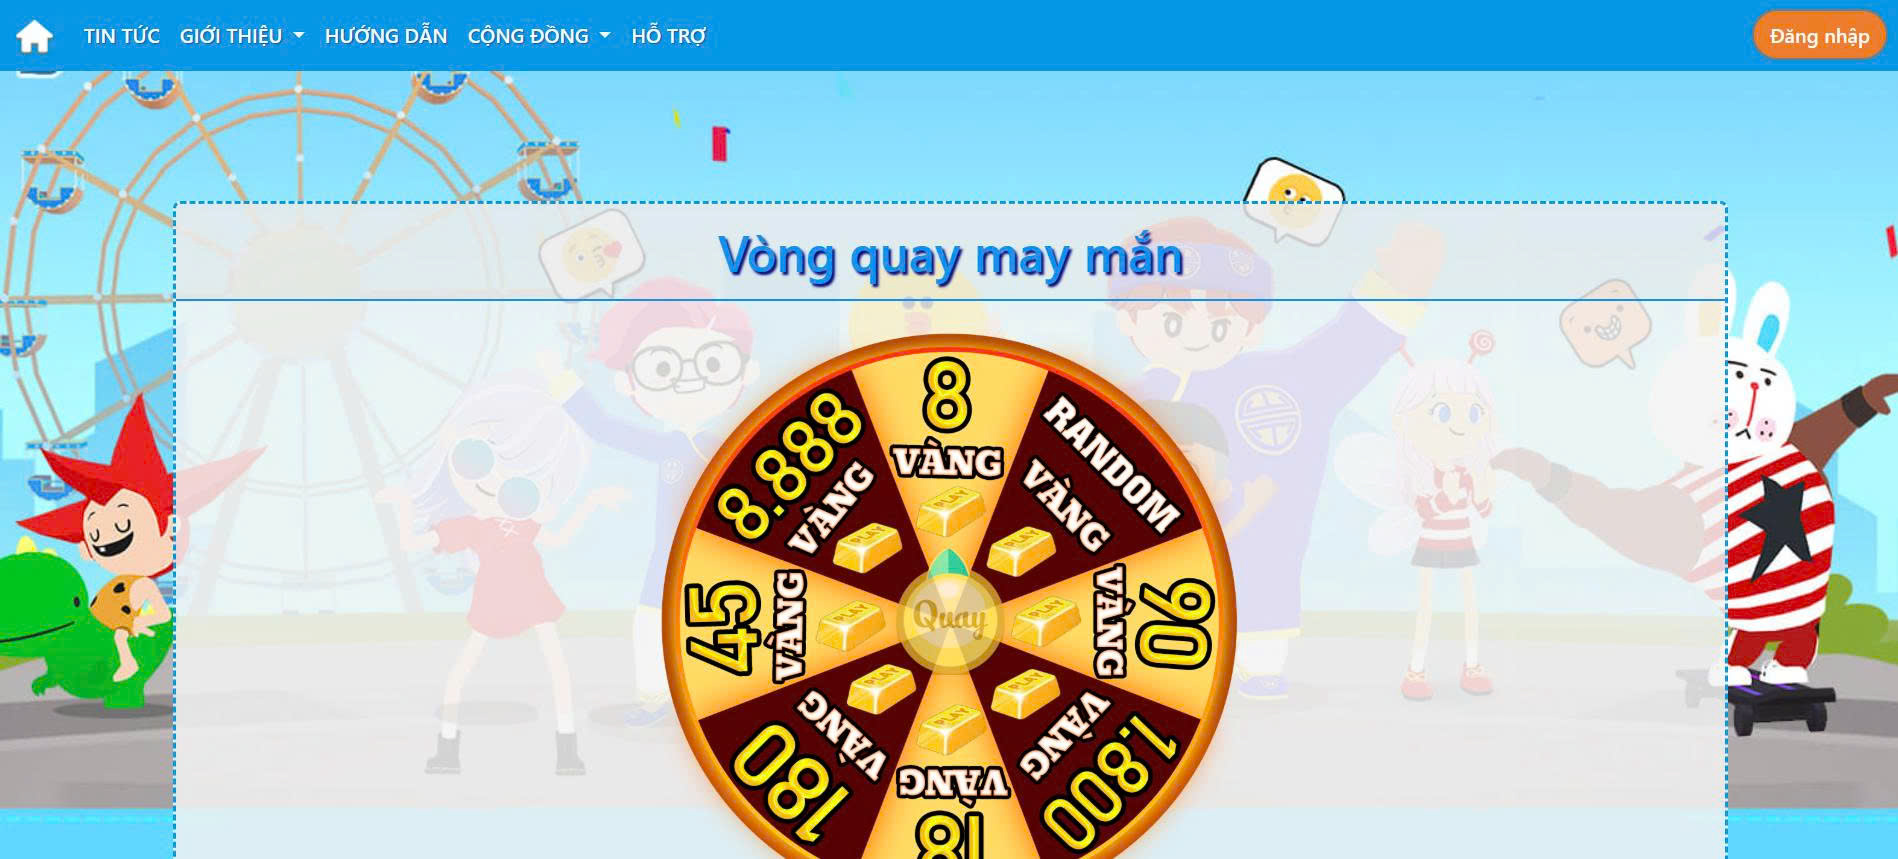 TIN TỨC GIỚI THIỆU HƯỚNG DẪN CỘNG ĐỒNG HỖ TRỢ Đăng nhập
Vòng quay may mắn
8
VÀNG
RANDOM
VÀNG
90
VÀNG
1.800
VÀNG
18
VÀNG
180
VÀNG
45
VÀNG
8.888
VÀNG
PLAY
PLAY
PLAY
PLAY
PLAY
PLAY
PLAY
Quay